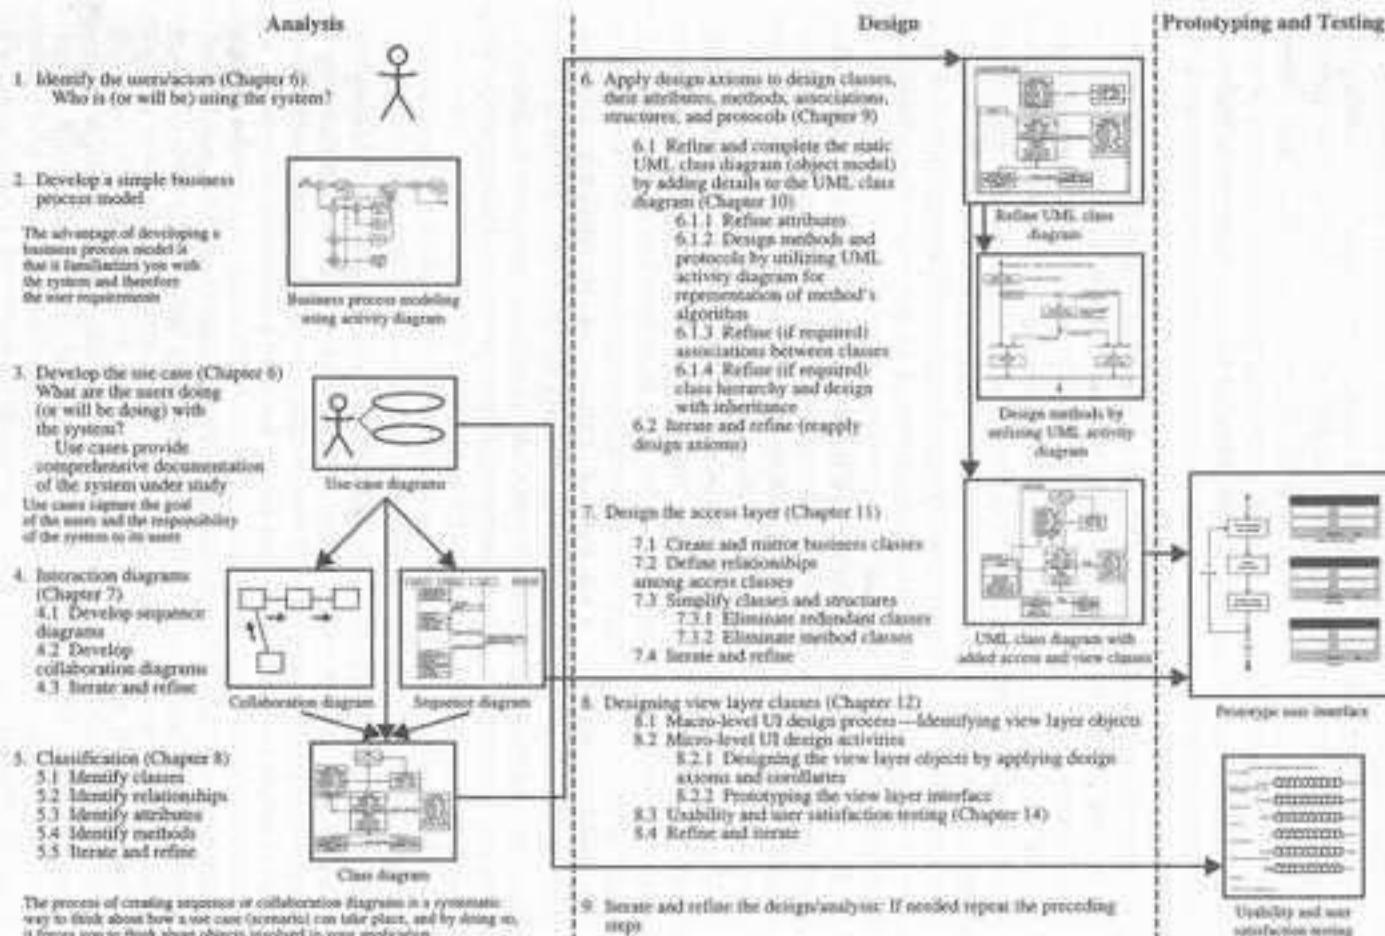 Analysis
1. Identify the users/actors (Chapter 6)
Who is (or will be) using the system?
2. Develop a simple business
process model
The advantage of developing a
business process model is
that it familiarizes you with
the system and therefore
the user requirements
Business process modeling
using activity diagram
3. Develop the use case (Chapter 6)
What are the users doing
(or will be doing) with
the system?
Use cases provide
comprehensive documentation
of the system under study
Use cases capture the goal
of the users and the responsibility
of the system to its users
Use-case diagrams
4. Interaction diagrams
(Chapter 7)
4.1 Develop sequence
diagrams
4.2 Develop
collaboration diagrams
4.3 Iterate and refine
Collaboration diagram
Sequence diagram
5. Classification (Chapter 8)
5.1 Identify classes
5.2 Identify relationships
5.3 Identify attributes
5.4 Identify methods
5.5 Iterate and refine
Class diagram
The process of creating sequence or collaboration diagrams is a systematic
way to think about how a use case (scenario) can take place, and by doing so,
it forces you to think about objects involved in your application
Design
6. Apply design axioms to design classes,
their attributes, methods, associations,
structures, and protocols (Chapter 9)
6.1 Refine and complete the static
UML class diagram (object model)
by adding details to the UML class
diagram (Chapter 10)
6.1.1 Refine attributes
6.1.2 Design methods and
protocols by utilizing UML
activity diagram for
representation of method's
algorithm
6.1.3 Refine (if required)
associations between classes
6.1.4 Refine (if required)
class hierarchy and design
with inheritance
6.2 Iterate and refine (reapply
design axioms)
Refine UML class
diagram
Design methods by
utilizing UML activity
diagram
7. Design the access layer (Chapter 11)
7.1 Create and mirror business classes
7.2 Define relationships
among access classes
7.3 Simplify classes and structures
7.3.1 Eliminate redundant classes
7.3.2 Eliminate method classes
7.4 Iterate and refine
UML class diagram with
added access and view classes
8. Designing view layer classes (Chapter 12)
8.1 Macro-level UI design process—Identifying view layer objects
8.2 Micro-level UI design activities
8.2.1 Designing the view layer objects by applying design
axioms and corollaries
8.2.2 Prototyping the view layer interface
8.3 Usability and user satisfaction testing (Chapter 14)
8.4 Refine and iterate
9. Iterate and refine the design/analysis: If needed repeat the preceding
steps
Prototyping and Testing
Prototype user interface
Usability and user
satisfaction testing